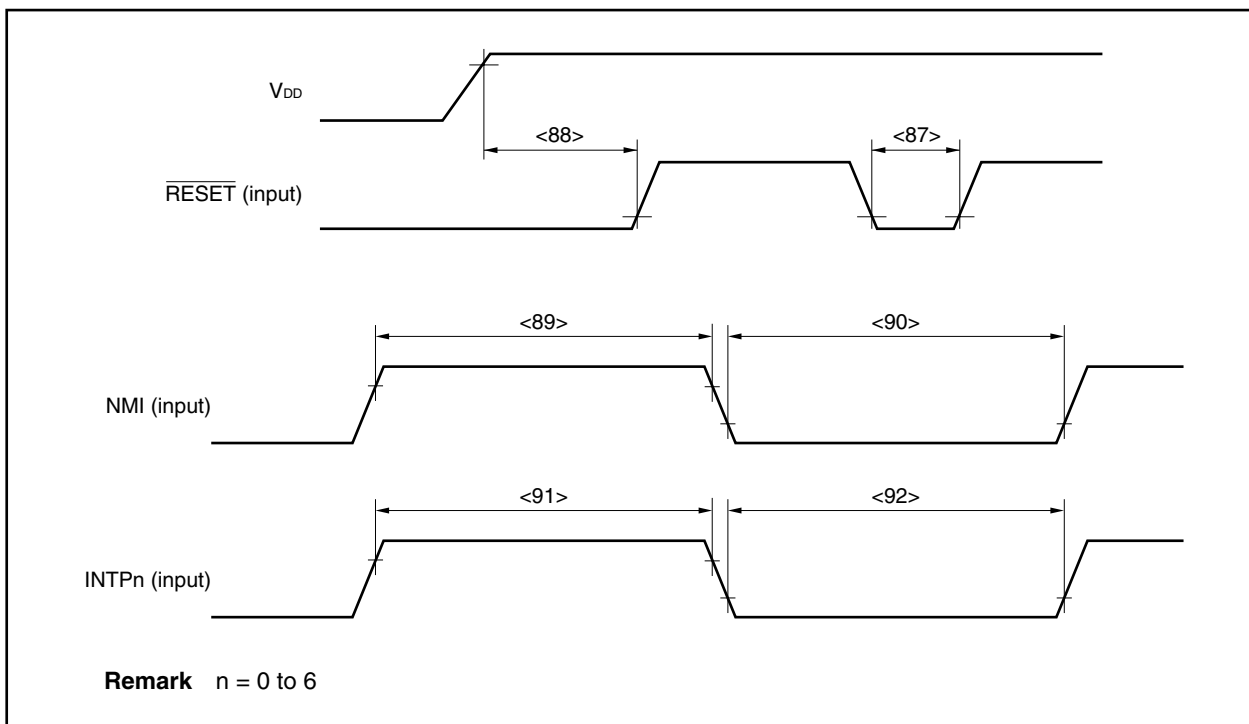 VDD
<88>
<87>
RESET (input)
<89>
<90>
NMI (input)
<91>
<92>
INTPn (input)
Remark n = 0 to 6